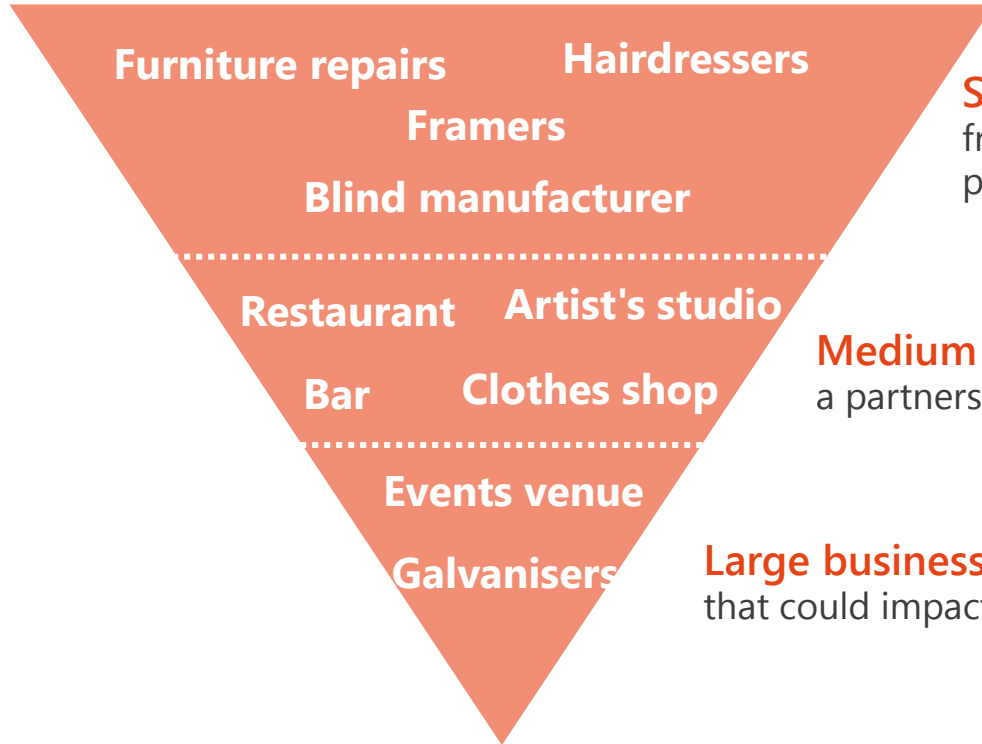 Furniture repairs
Hairdressers
Framers
Blind manufacturer
Restaurant
Artist's studio
Bar
Clothes shop
Medium
a partners
Events venue
Galvanisers
Large business
that could impact